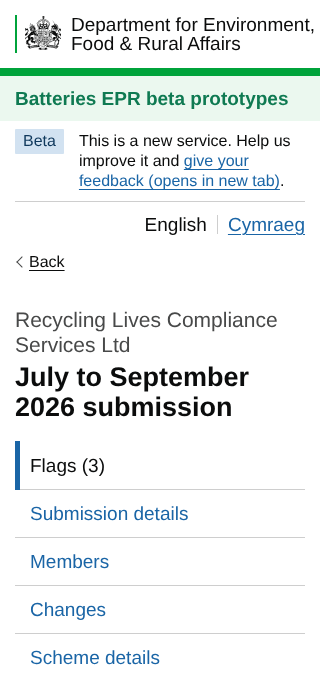 Department for Environment,
Food & Rural Affairs
Batteries EPR beta prototypes
Beta
This is a new service. Help us
improve it and give your
feedback (opens in new tab).
English
Cymraeg
Back
Recycling Lives Compliance
Services Ltd
July to September
2026 submission
Flags (3)
Submission details
Members
Changes
Scheme details